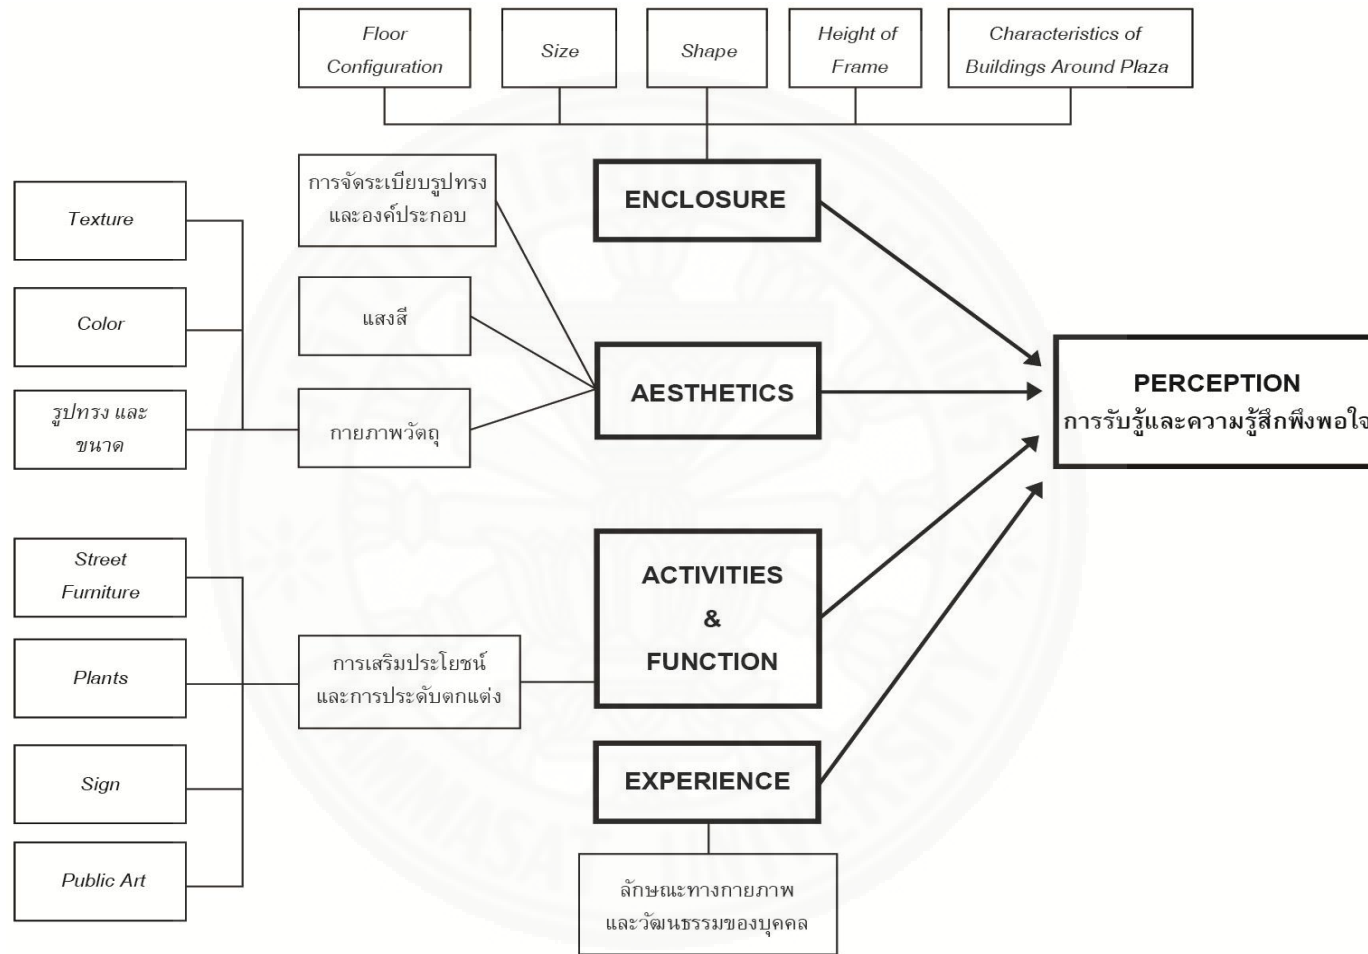 Floor
Configuration
Size
Shape
Height of
Frame
Characteristics of
Buildings Around Plaza
ENCLOSURE
การจัดระเบียบรูปทรง
และองค์ประกอบ
Texture
แสงสี
Color
AESTHETICS
PERCEPTION
การรับรู้และความรู้สึกพึงพอใจ
รูปทรง และ
ขนาด
กายภาพวัตถุ
Street
Furniture
ACTIVITIES
&
FUNCTION
Plants
การเสริมประโยชน์
และการประดับตกแต่ง
Sign
EXPERIENCE
Public Art
ลักษณะทางกายภาพ
และวัฒนธรรมของบุคคล
THAMMASAT UNIVERSITY